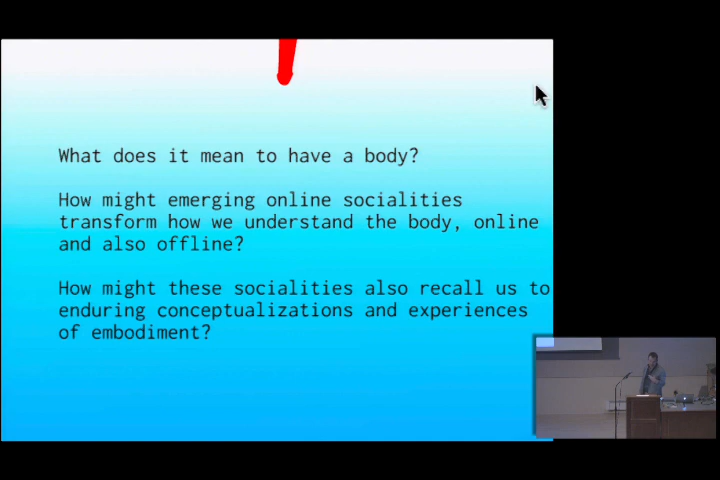 What does it mean to have a body?
How might emerging online socialities
transform how we understand the body, online
and also offline?
How might these socialities also recall us to
enduring conceptualizations and experiences
of embodiment?